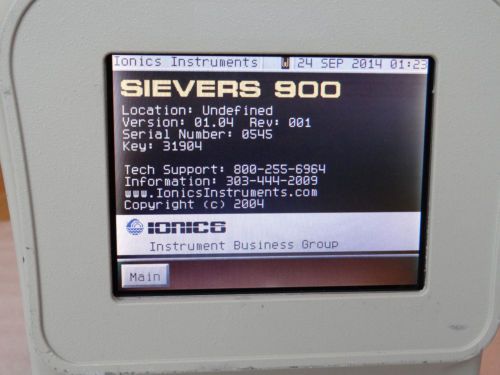 Ionics Instruments 24 SEP 2014 01:23
SIEVERS 900
Location: Undefined
Version: 01.04 Rev: 001
Serial Number: 0545
Key: 31904
Tech Support: 800-255-6964
Information: 303-444-2009
www.IonicsInstruments.com
Copyright (c) 2004
IONICS
Instrument Business Group
Main